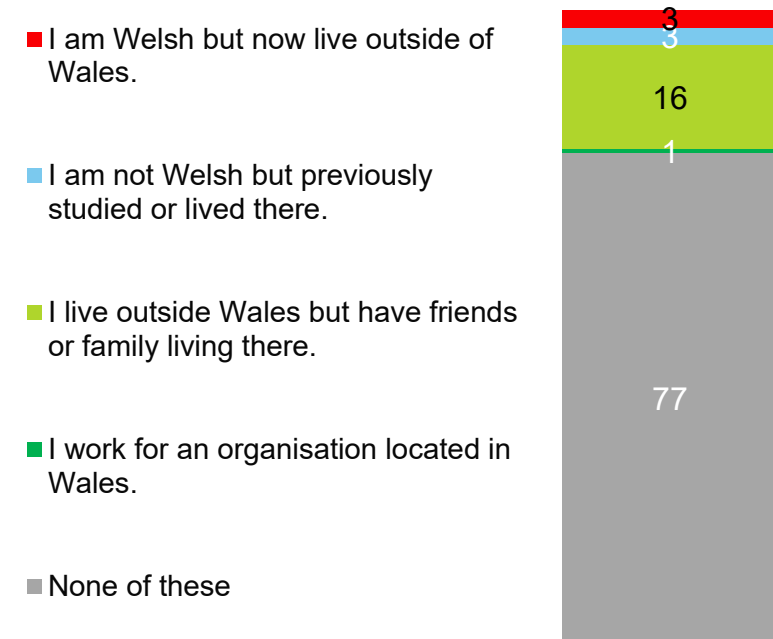 I am Welsh but now live outside of
Wales.
I am not Welsh but previously
studied or lived there.
I live outside Wales but have friends
or family living there.
I work for an organisation located in
Wales.
None of these
3
3
16
1
77